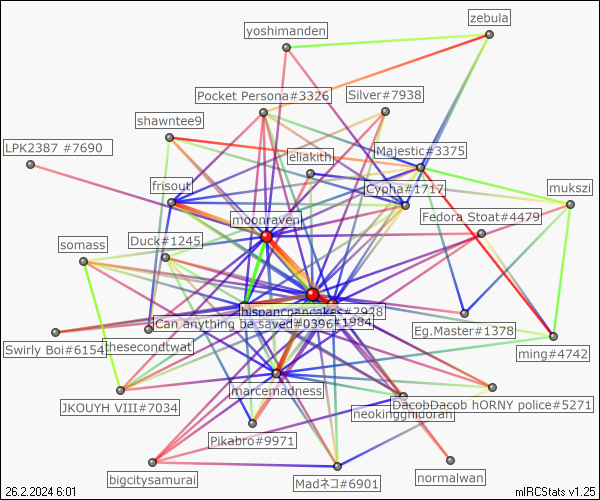 zebula
yoshimanden
Pocket Persona#3326
Silver#7938
shawntee9
LPK2387 #7690
Majestic#3375
eliakith
frisout
Cypha#1717
mukszi
moonraven
Fedora Stoat#4479
somass
Duck#1245
hispancpancakes#2928
Can anything be saved#0396
#1984
Eg.Master#1378
Swirly Boi#6154
thesecondtwat
ming#4742
marcemadness
JKOUYH VIII#7034
DacobDacob hORNY police#5271
neokingghidorah
Pikabro#9971
bigcitysamurai
Madネコ#6901
normalwan
26.2.2024 6:01
mIRCStats v1.25